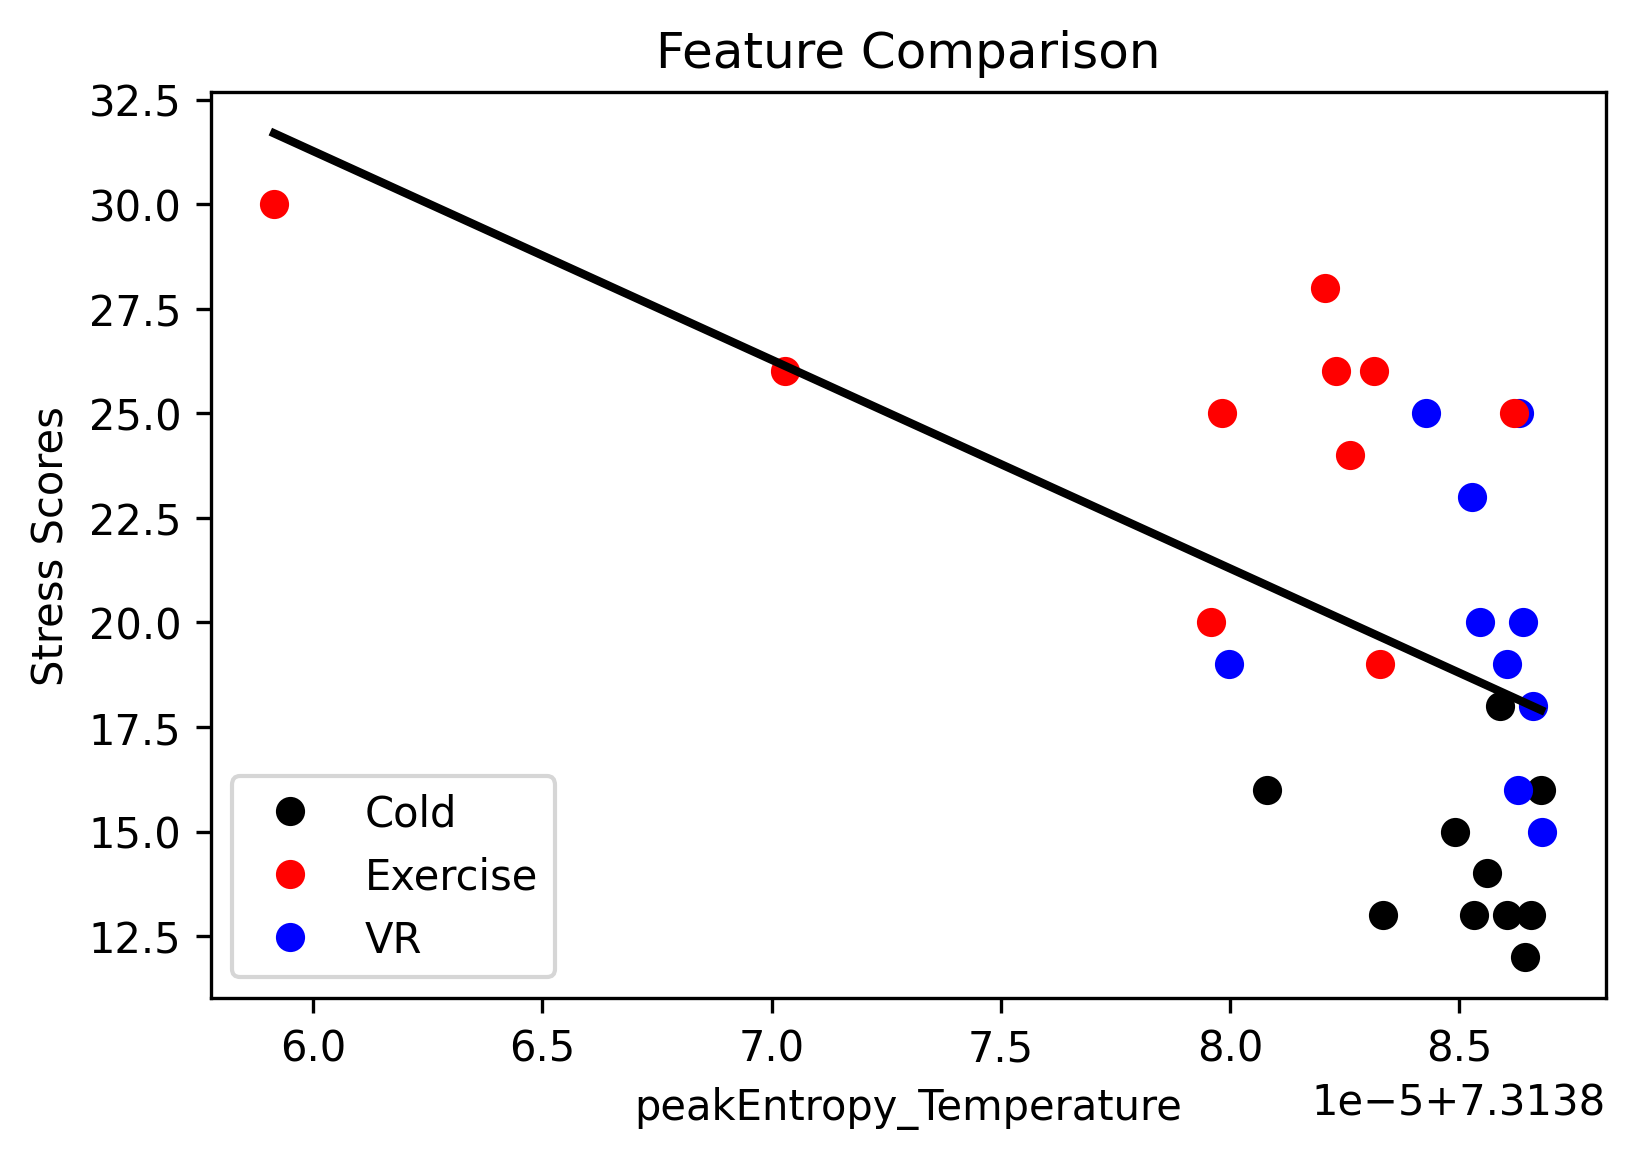 Feature Comparison
32.5
30.0
27.5
25.0
22.5
20.0
17.5
15.0
12.5
Stress Scores
Cold
Exercise
VR
6.0 6.5 7.0 7.5 8.0 8.5
1e−5+7.3138
peakEntropy_Temperature